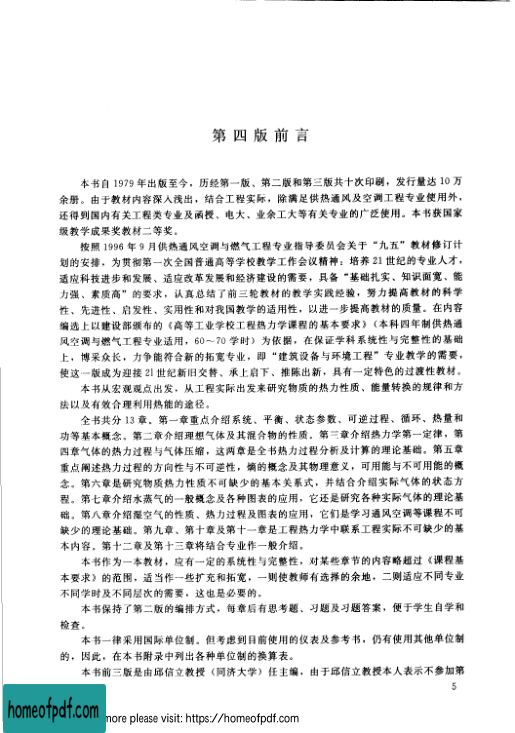 第四版前言
本书自1979年出版至今，历经第一版、第二版和第三版共十次印刷，发行量达10万
余册。由于教材内容深入浅出，结合工程实际，除满足供热通风及空调工程专业使用外，
还得到国内有关工程类专业及函授、电大、业余工大等有关专业的广泛使用。本书获国家
级教学成果奖教材二等奖。
按照1996年9月供热通风空调与燃气工程专业指导委员会关于“九五”教材修订计
划的安排，为贯彻第一次全国普通高等学校教学工作会议精神：培养21世纪的专业人才，
适应科技进步和发展、适应改革发展和经济建设的需要，具备“基础扎实、知识面宽、能
力强、素质高”的要求，认真总结了前三轮教材的教学实践经验，努力提高教材的科学
性、先进性、启发性、实用性和对我国教学的适用性，以进一步提高教材的质量。在内容
编选上以建设部颁布的《高等工业学校工程热力学课程的基本要求》（本科四年制供热通
风空调与燃气工程专业适用，60～70学时）为依据，在保证学科系统性与完整性的基础
上，博采众长，力争能符合新的拓宽专业，即“建筑设备与环境工程”专业教学的需要，
使这一版成为迎接21世纪新旧交替、承上启下、推陈出新，具有一定特色的过渡性教材。
本书从宏观观点出发，从工程实际出发来研究物质的热力性质、能量转换的规律和方
法以及有效合理利用热能的途径。
全书共分13章。第一章重点介绍系统、平衡、状态参数、可逆过程、循环、热量和
功等基本概念。第二章介绍理想气体及其混合物的性质。第三章介绍热力学第一定律，第
四章气体的热力过程与气体压缩，这两章是全书热力过程分析及计算的理论基础。第五章
重点阐述热力过程的方向性与不可逆性，熵的概念及其物理意义，可用能与不可用能的概
念。第六章是研究物质热力性质不可缺少的基本关系式，并结合介绍实际气体的状态方
程。第七章介绍水蒸气的一般概念及各种图表的应用，它还是研究各种实际气体的理论基
础。第八章介绍湿空气的性质、热力过程及图表的应用，它们是学习通风空调等课程不可
缺少的理论基础。第九章、第十章及第十一章是工程热力学中联系工程实际不可缺少的基
本内容。第十二章及第十三章将结合专业作一般介绍。
本书作为一本教材，应有一定的系统性与完整性，对某些章节的内容略超过《课程基
本要求》的范围，适当作一些扩充和拓宽，一则使教师有选择的余地，二则适应不同专业
不同学时及不同层次的需要，这也是必要的。
本书保持了第二版的编排方式，每章后有思考题、习题及习题答案，便于学生自学和
检查。
本书一律采用国际单位制。但考虑到目前使用的仪表及参考书，仍有使用其他单位制
的，因此，在本书附录中列出各种单位制的换算表。
本书前三版是由邱信立教授（同济大学）任主编，由于邱信立教授本人表示不参加第
5
homeofpdf.com
more please visit: https://homeofpdf.com